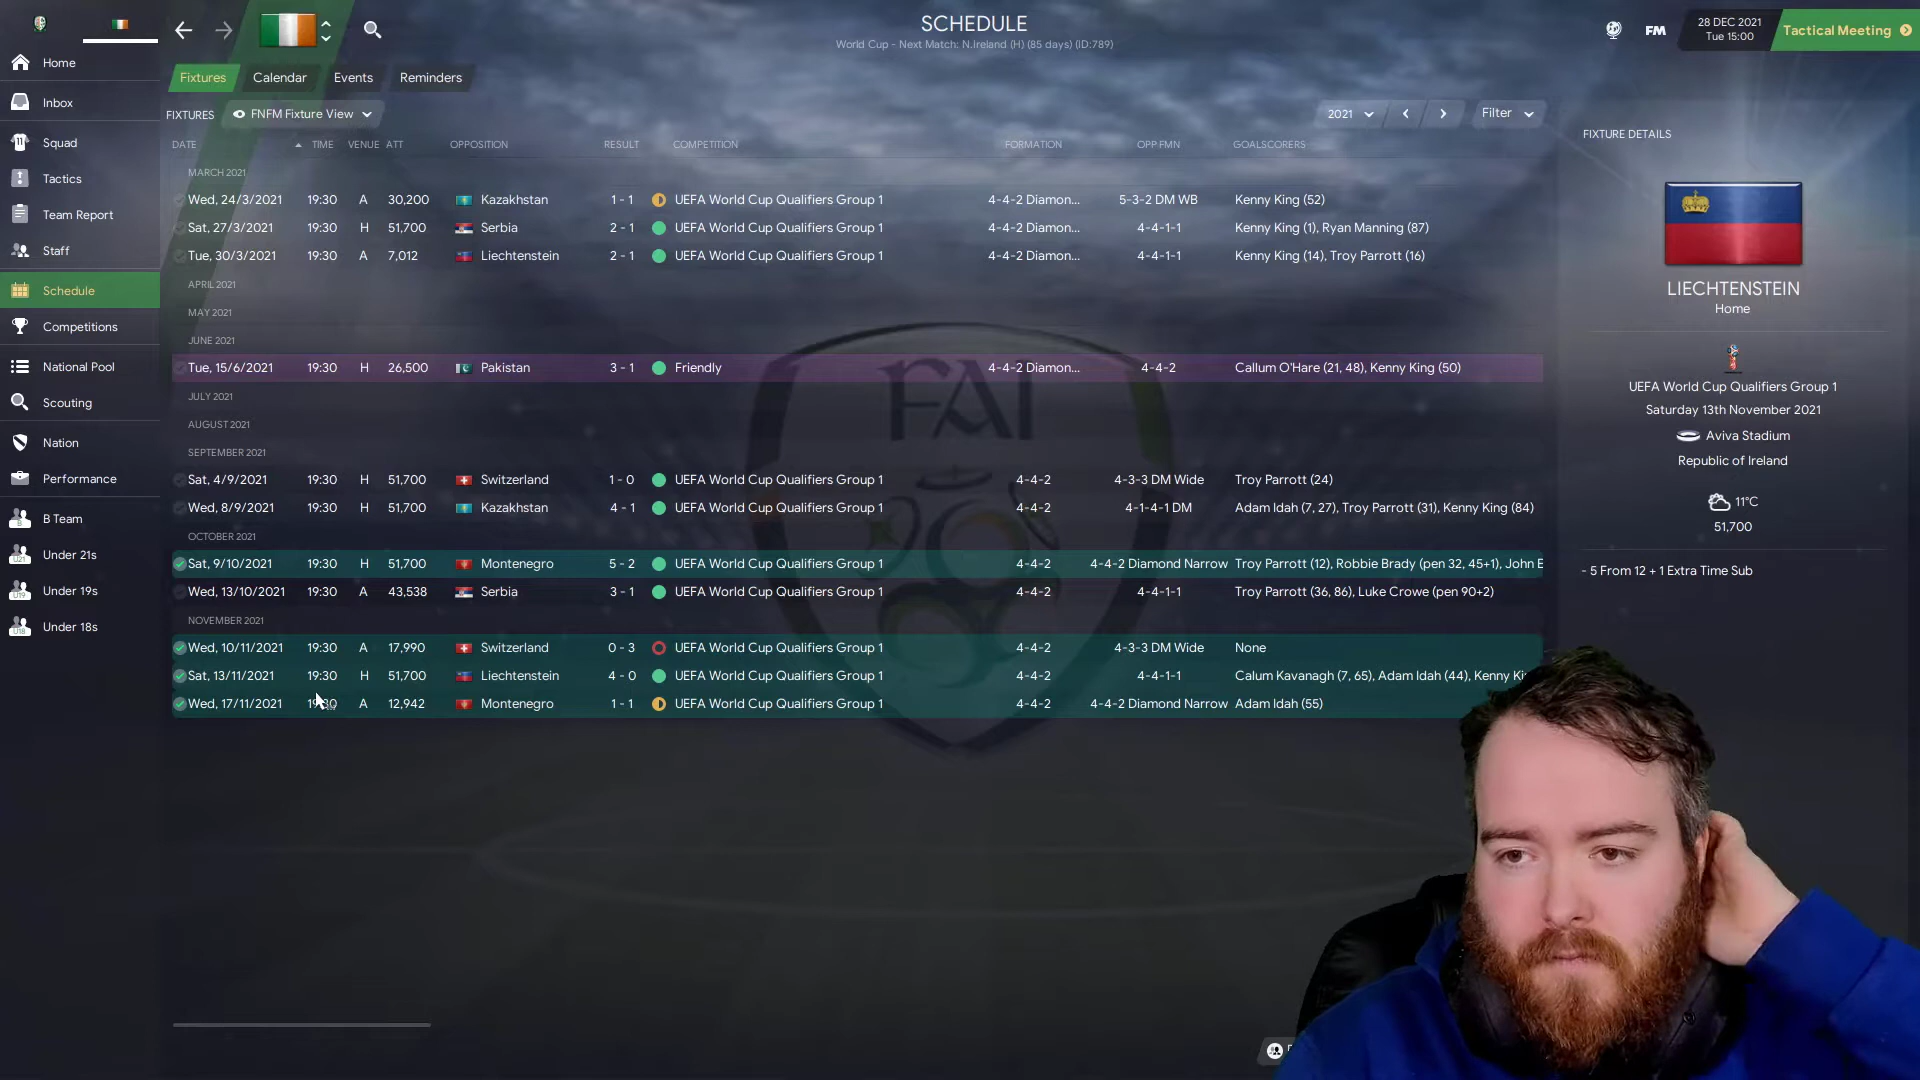 SCHEDULE
World Cup - Next Match: N.Ireland (H) (85 days) (ID:789)
FM
28 DEC 2021
Tue 15:00
Tactical Meeting
Home
Inbox
Squad
Tactics
Team Report
Staff
Schedule
Competitions
National Pool
Scouting
Nation
Performance
B Team
Under 21s
Under 19s
Under 18s
Fixtures Calendar Events Reminders
FIXTURES FNFM Fixture View 2021 Filter
DATE TIME VENUE ATT OPPOSITION RESULT COMPETITION FORMATION OPP FMN GOALSCORERS
MARCH 2021
Wed, 24/3/2021 19:30 A 30,200 Kazakhstan 1 - 1 UEFA World Cup Qualifiers Group 1 4-4-2 Diamon... 5-3-2 DM WB Kenny King (52)
Sat, 27/3/2021 19:30 H 51,700 Serbia 2 - 1 UEFA World Cup Qualifiers Group 1 4-4-2 Diamon... 4-4-1-1 Kenny King (1), Ryan Manning (87)
Tue, 30/3/2021 19:30 A 7,012 Liechtenstein 2 - 1 UEFA World Cup Qualifiers Group 1 4-4-2 Diamon... 4-4-1-1 Kenny King (14), Troy Parrott (16)
APRIL 2021
MAY 2021
JUNE 2021
Tue, 15/6/2021 19:30 H 26,500 Pakistan 3 - 1 Friendly 4-4-2 Diamon... 4-4-2 Callum O'Hare (21, 48), Kenny King (50)
JULY 2021
AUGUST 2021
SEPTEMBER 2021
Sat, 4/9/2021 19:30 H 51,700 Switzerland 1 - 0 UEFA World Cup Qualifiers Group 1 4-4-2 4-3-3 DM Wide Troy Parrott (24)
Wed, 8/9/2021 19:30 H 51,700 Kazakhstan 4 - 1 UEFA World Cup Qualifiers Group 1 4-4-2 4-1-4-1 DM Adam Idah (7, 27), Troy Parrott (31), Kenny King (84)
OCTOBER 2021
Sat, 9/10/2021 19:30 H 51,700 Montenegro 5 - 2 UEFA World Cup Qualifiers Group 1 4-4-2 4-4-2 Diamond Narrow Troy Parrott (12), Robbie Brady (pen 32, 45+1), John E
Wed, 13/10/2021 19:30 A 43,538 Serbia 3 - 1 UEFA World Cup Qualifiers Group 1 4-4-2 4-4-1-1 Troy Parrott (36, 86), Luke Crowe (pen 90+2)
NOVEMBER 2021
Wed, 10/11/2021 19:30 A 17,990 Switzerland 0 - 3 UEFA World Cup Qualifiers Group 1 4-4-2 4-3-3 DM Wide None
Sat, 13/11/2021 19:30 H 51,700 Liechtenstein 4 - 0 UEFA World Cup Qualifiers Group 1 4-4-2 4-4-1-1 Calum Kavanagh (7, 65), Adam Idah (44), Kenny Ki
Wed, 17/11/2021 19:30 A 12,942 Montenegro 1 - 1 UEFA World Cup Qualifiers Group 1 4-4-2 4-4-2 Diamond Narrow Adam Idah (55)
FAI
FIXTURE DETAILS
LIECHTENSTEIN
Home
UEFA World Cup Qualifiers Group 1
Saturday 13th November 2021
Aviva Stadium
Republic of Ireland
11°C
51,700
- 5 From 12 + 1 Extra Time Sub